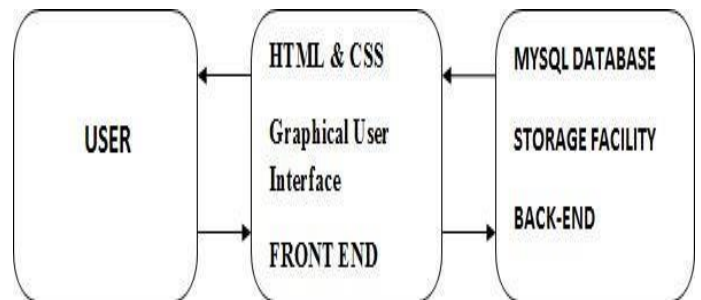 USER
HTML & CSS
Graphical User
Interface
FRONT END
MYSQL DATABASE
STORAGE FACILITY
BACK-END